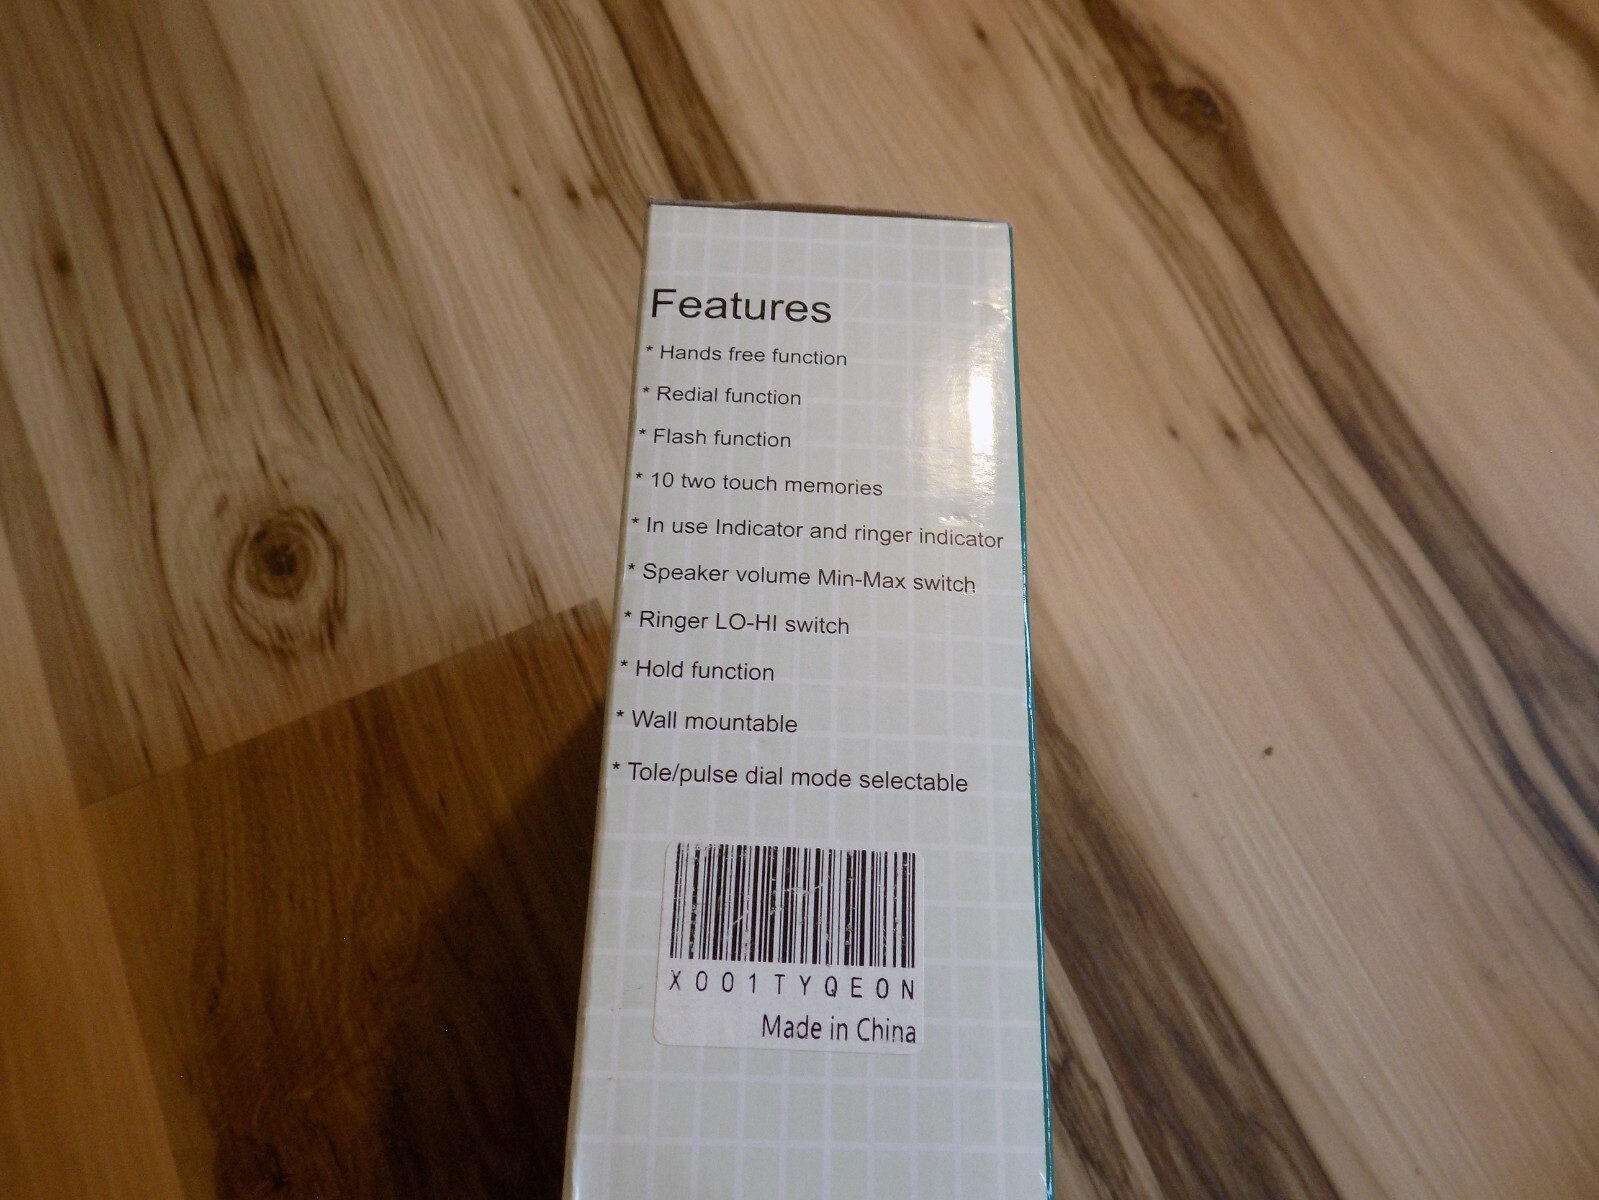 Features
* Hands free function
* Redial function
* Flash function
* 10 two touch memories
* In use Indicator and ringer indicator
* Speaker volume Min-Max switch
* Ringer LO-HI switch
* Hold function
* Wall mountable
* Tole/pulse dial mode selectable
X001TYQEON
Made in China